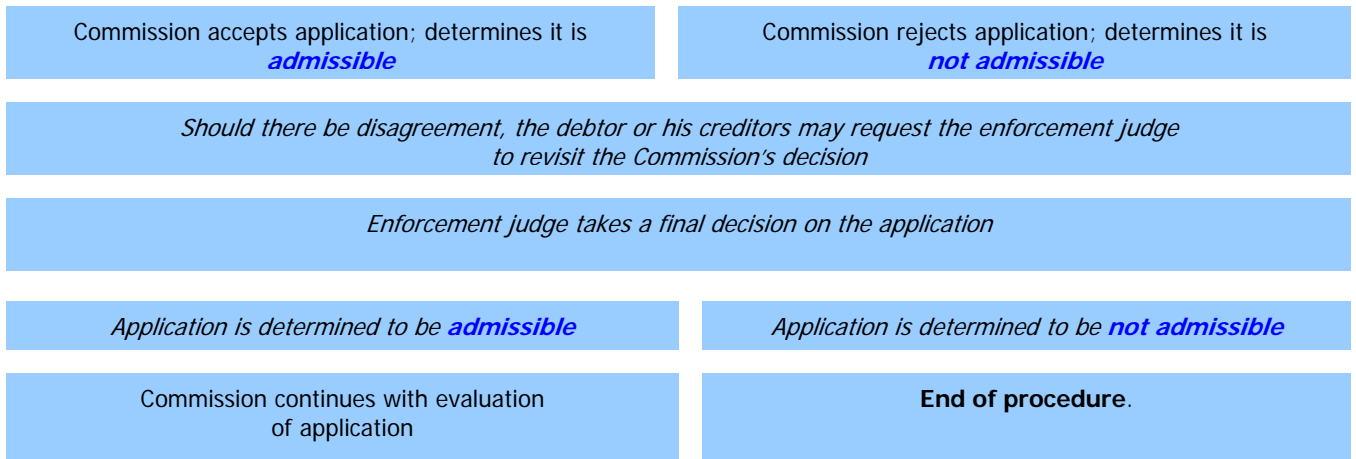 Commission accepts application; determines it is
admissible
Commission rejects application; determines it is
not admissible
Should there be disagreement, the debtor or his creditors may request the enforcement judge
to revisit the Commission's decision
Enforcement judge takes a final decision on the application
Application is determined to be admissible
Application is determined to be not admissible
Commission continues with evaluation
of application
End of procedure.